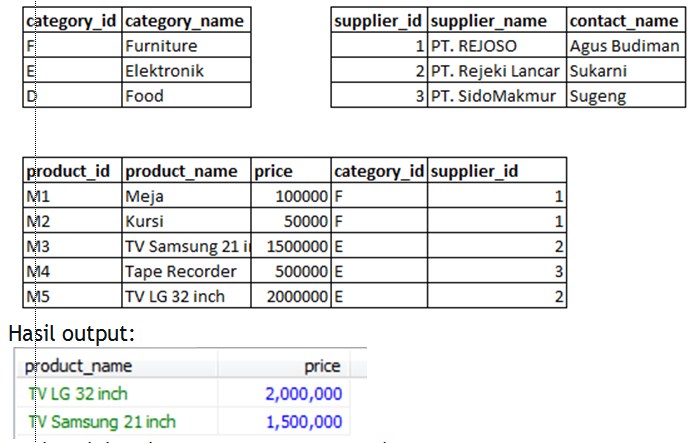 category_id category_name supplier_id supplier_name contact_name
F Furniture 1 PT. REJOSO Agus Budiman
E Elektronik 2 PT. Rejeki Lancar Sukarni
D Food 3 PT. SidoMakmur Sugeng
product_id product_name price category_id supplier_id
M1 Meja 100000 F 1
M2 Kursi 50000 F 1
M3 TV Samsung 21 i 1500000 E 2
M4 Tape Recorder 500000 E 3
M5 TV LG 32 inch 2000000 E 2
Hasil output:
product_name price
TV LG 32 inch 2,000,000
TV Samsung 21 inch 1,500,000